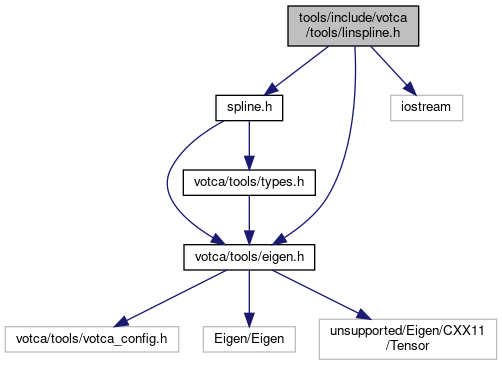 tools/include/votca
/tools/linspline.h
spline.h
iostream
votca/tools/types.h
votca/tools/eigen.h
votca/tools/votca_config.h
Eigen/Eigen
unsupported/Eigen/CXX11
/Tensor